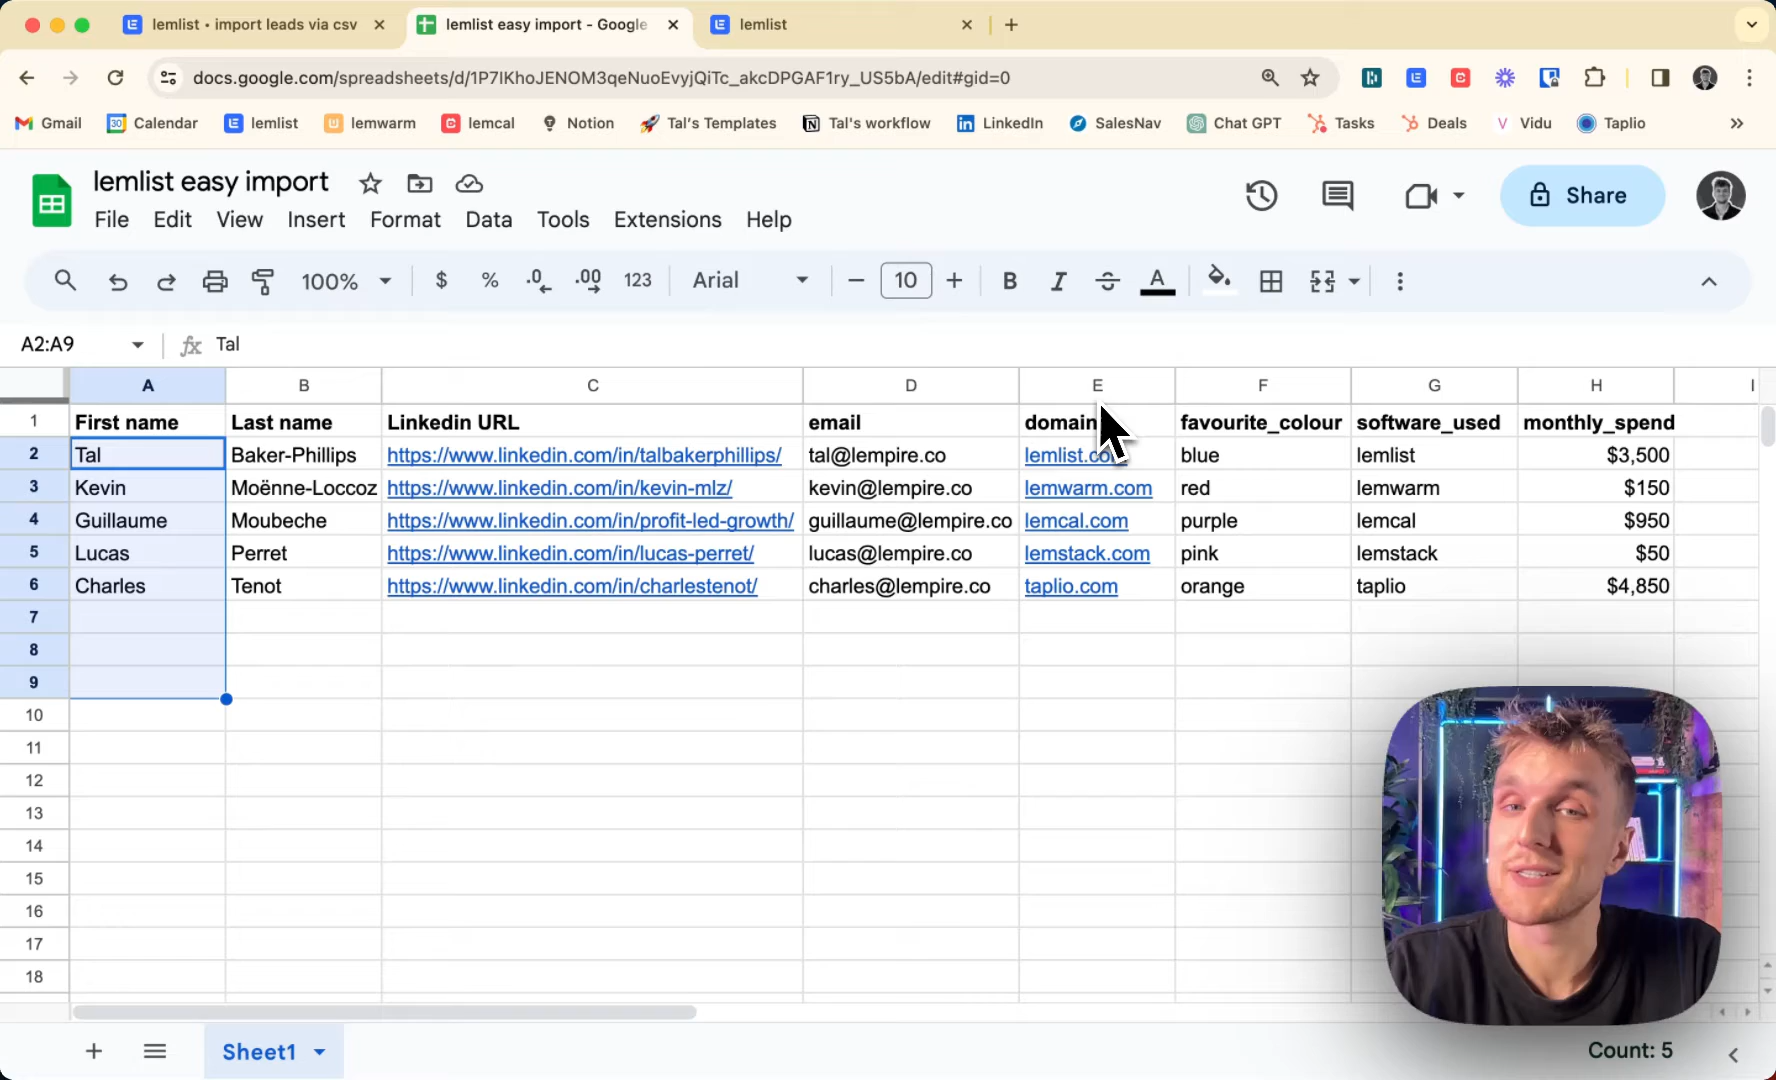 lemlist • import leads via csv
lemlist easy import - Google
lemlist
docs.google.com/spreadsheets/d/1P7IKhoJENOM3qeNuoEvyjQiTc_akcDPGAF1ry_US5bA/edit#gid=0
Gmail Calendar lemlist lemwarm lemcal Notion Tal's Templates Tal's workflow LinkedIn SalesNav Chat GPT Tasks Deals Vidu Taplio
lemlist easy import
File Edit View Insert Format Data Tools Extensions Help
Share
100% $ % .0 .00 123 Arial 10 B I A
A2:A9 fx Tal
A B C D E F G H I
1 First name Last name Linkedin URL email domain favourite_colour software_used monthly_spend
2 Tal Baker-Phillips https://www.linkedin.com/in/talbakerphillips/ tal@lempire.co lemlist.com blue lemlist $3,500
3 Kevin Moënne-Loccoz https://www.linkedin.com/in/kevin-mlz/ kevin@lempire.co lemwarm.com red lemwarm $150
4 Guillaume Moubeche https://www.linkedin.com/in/profit-led-growth/ guillaume@lempire.co lemcal.com purple lemcal $950
5 Lucas Perret https://www.linkedin.com/in/lucas-perret/ lucas@lempire.co lemstack.com pink lemstack $50
6 Charles Tenot https://www.linkedin.com/in/charlestenot/ charles@lempire.co taplio.com orange taplio $4,850
7
8
9
10
11
12
13
14
15
16
17
18
Sheet1
Count: 5